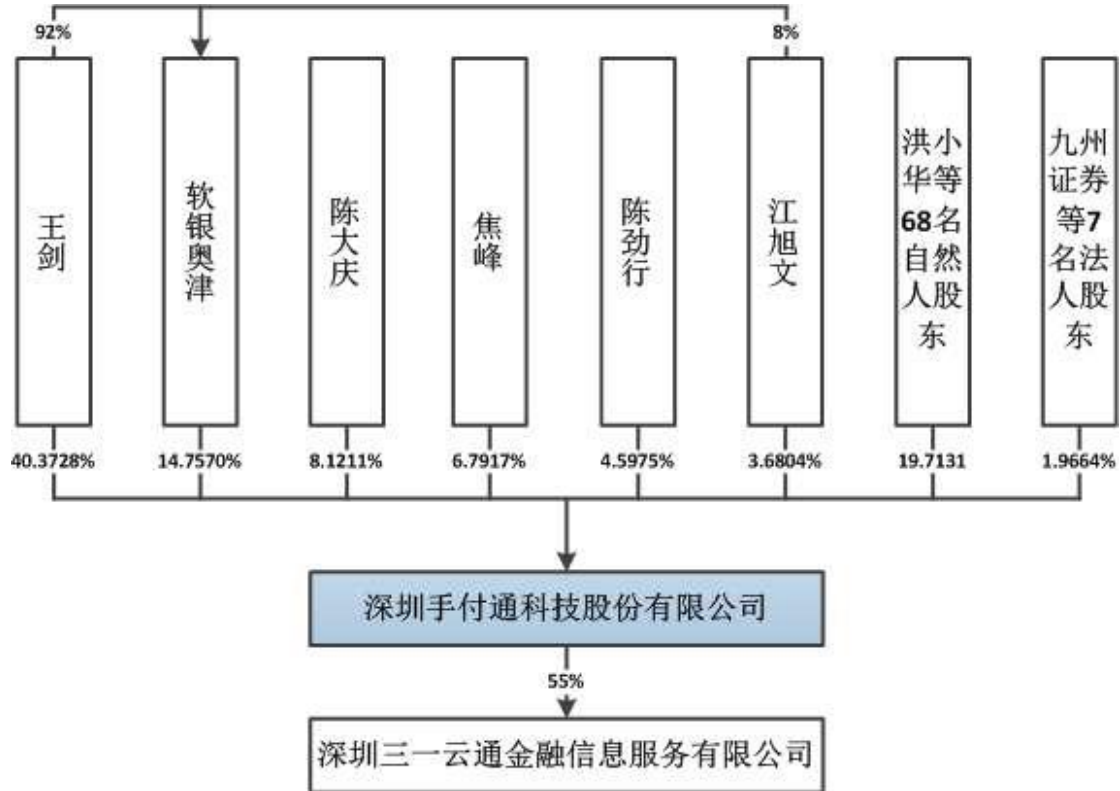 92%
8%
王剑
软银奥津
陈大庆
焦峰
陈劲行
江旭文
洪小
华等
68名
自然
人股
东
九州
证券
等7
名法
人股
东
40.3728%
14.7570%
8.1211%
6.7917%
4.5975%
3.6804%
19.7131
1.9664%
深圳手付通科技股份有限公司
55%
深圳三一云通金融信息服务有限公司